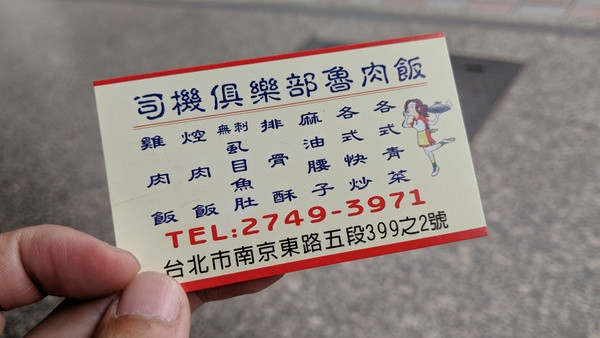 司機俱樂部魯肉飯
雞肉飯
焢肉飯
無刺虱目魚肚
排骨酥
麻油腰子
各式快炒
各式青菜
TEL:2749-3971
台北市南京東路五段399之2號